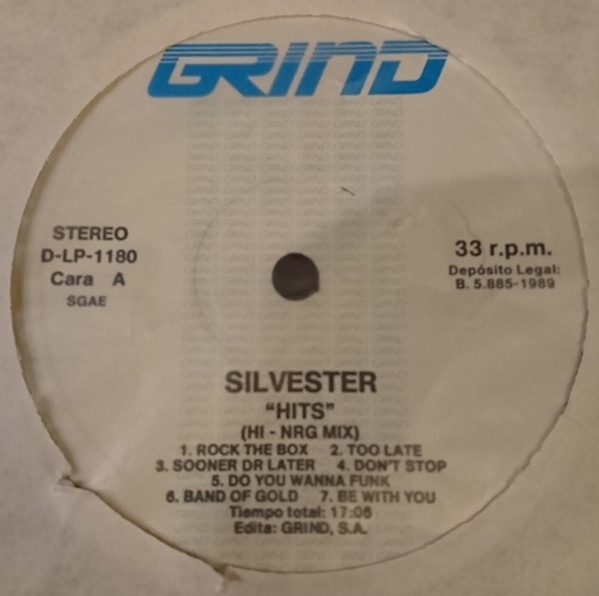 GRIND
STEREO
D-LP-1180
Cara A
SGAE
33 r.p.m.
Depósito Legal:
B. 5.885-1989
SILVESTER
"HITS"
(HI - NRG MIX)
1. ROCK THE BOX 2. TOO LATE
3. SOONER DR LATER 4. DON'T STOP
5. DO YOU WANNA FUNK
6. BAND OF GOLD 7. BE WITH YOU
Tiempo total: 17:06
Edita: GRIND, S.A.